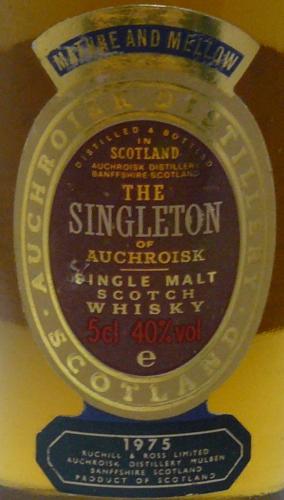 MATURE AND MELLOW
AUCHROISK DISTILLERY
SCOTLAND
DISTILLED & BOTTLED
IN
SCOTLAND
AUCHROISK DISTILLERY
BANFFSHIRE·SCOTLAND
THE
SINGLETON
OF
AUCHROISK
SINGLE MALT
SCOTCH
WHISKY
5cl 40%vol
e
1975
RUCHILL & ROSS LIMITED
AUCHROISK DISTILLERY MULBEN
BANFFSHIRE SCOTLAND
PRODUCT OF SCOTLAND